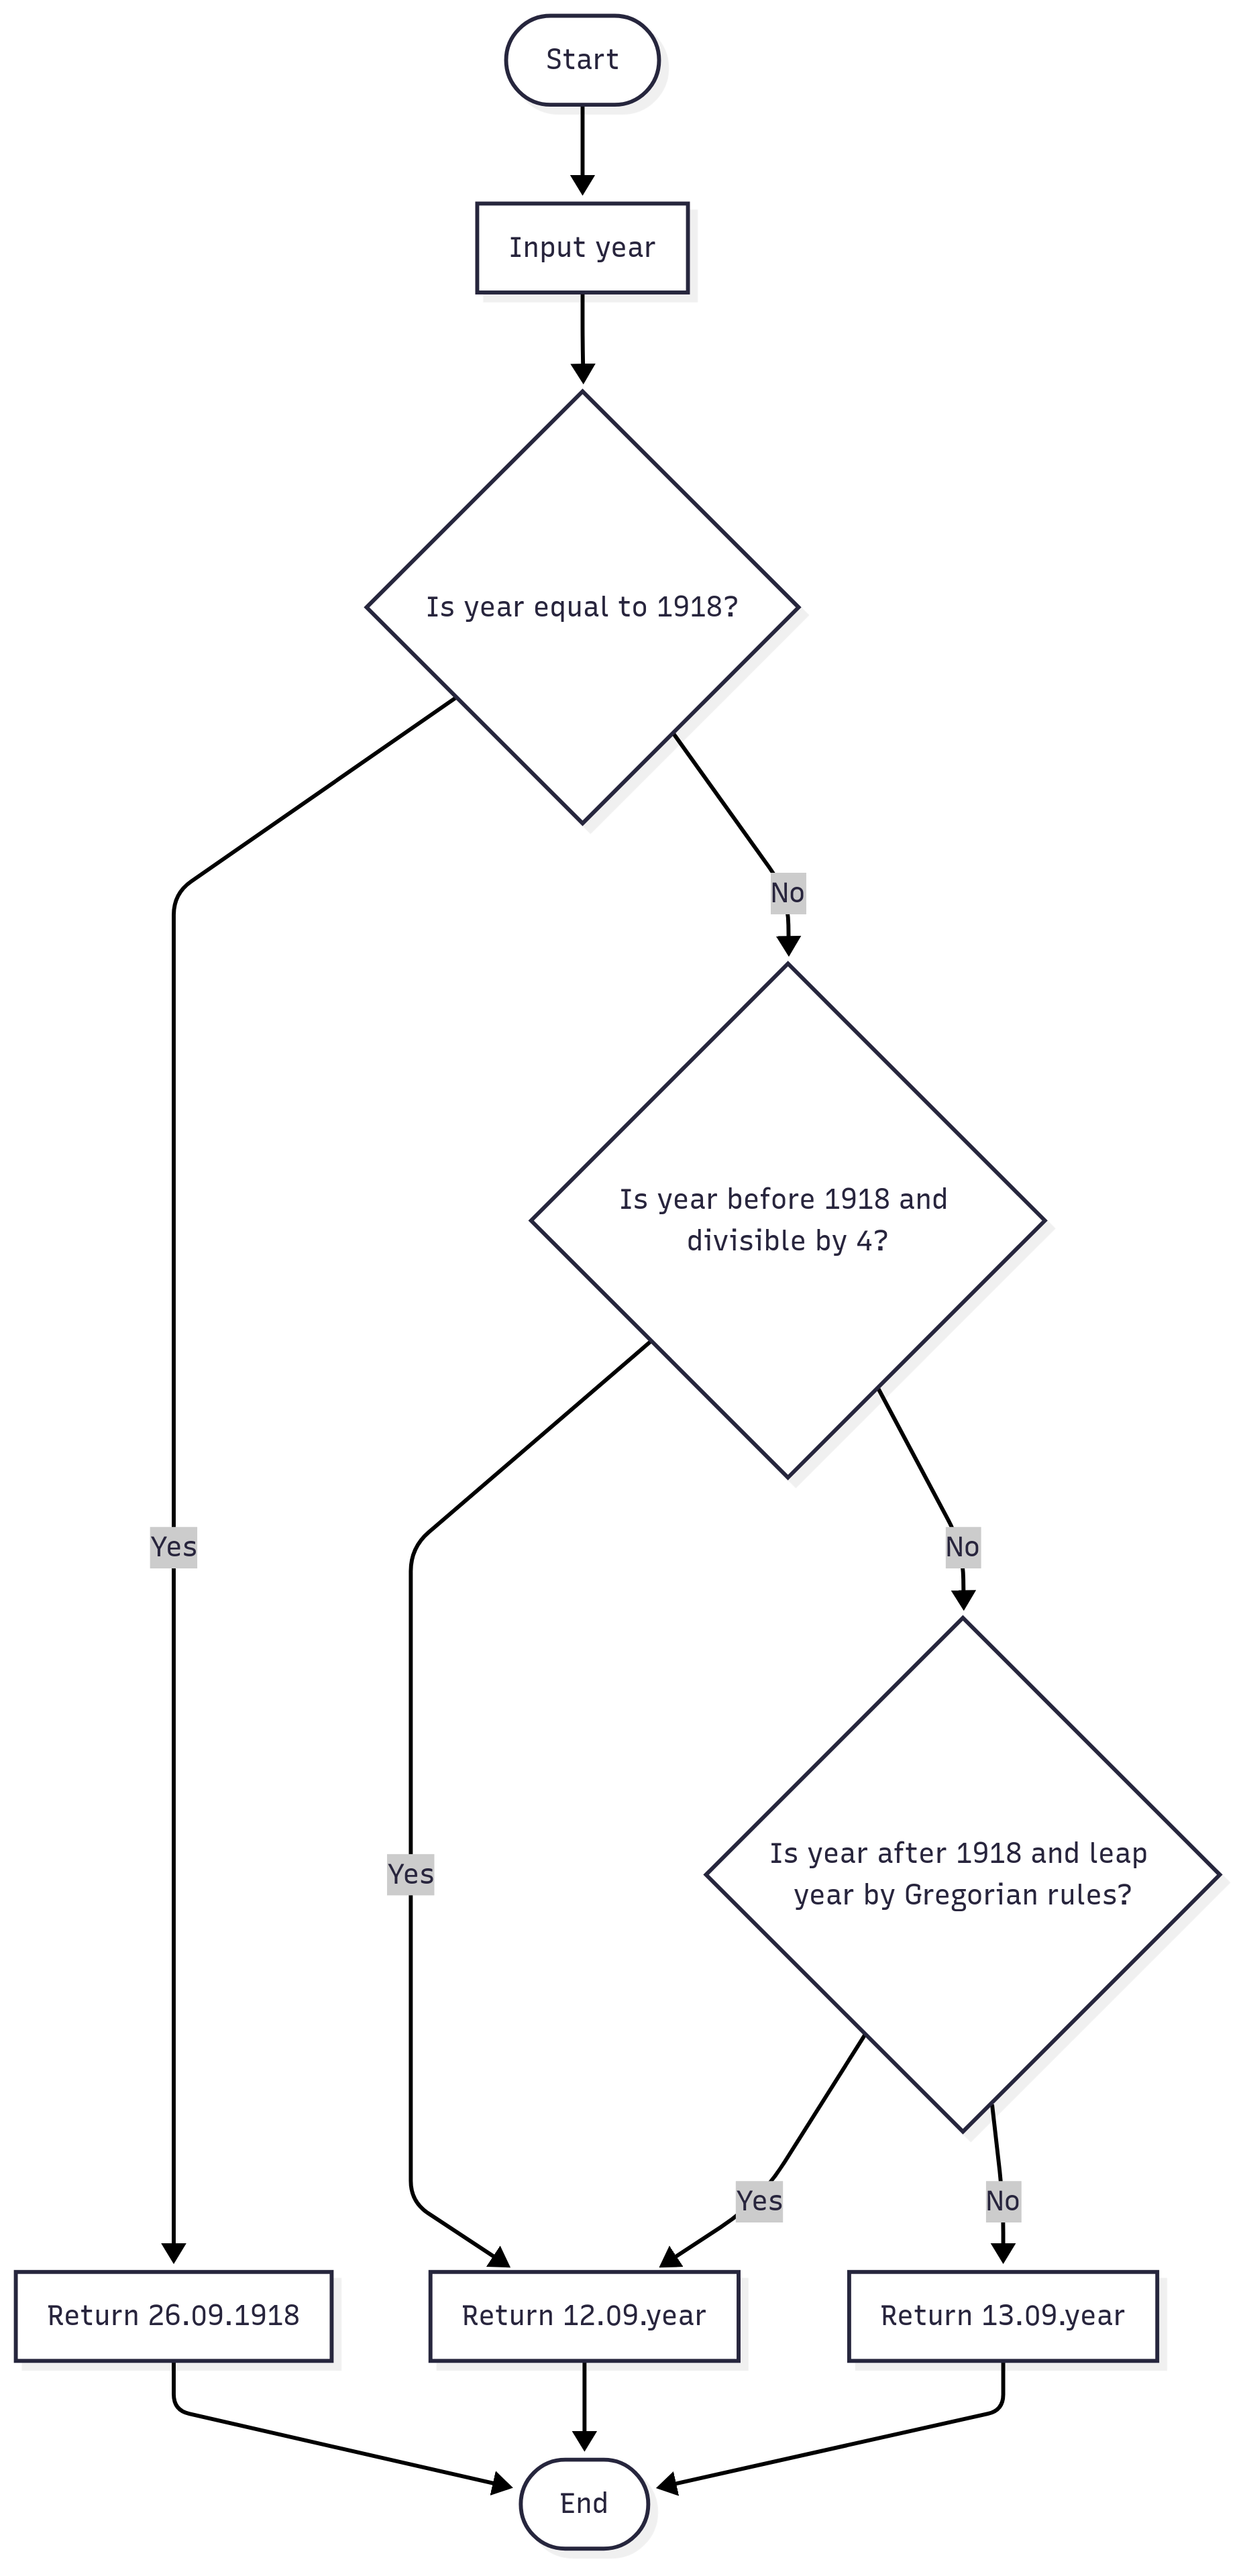 Start
Input year
Is year equal to 1918?
No
Is year before 1918 and
divisible by 4?
Yes
No
Is year after 1918 and leap
year by Gregorian rules?
Yes
Yes
No
Return 26.09.1918
Return 12.09.year
Return 13.09.year
End